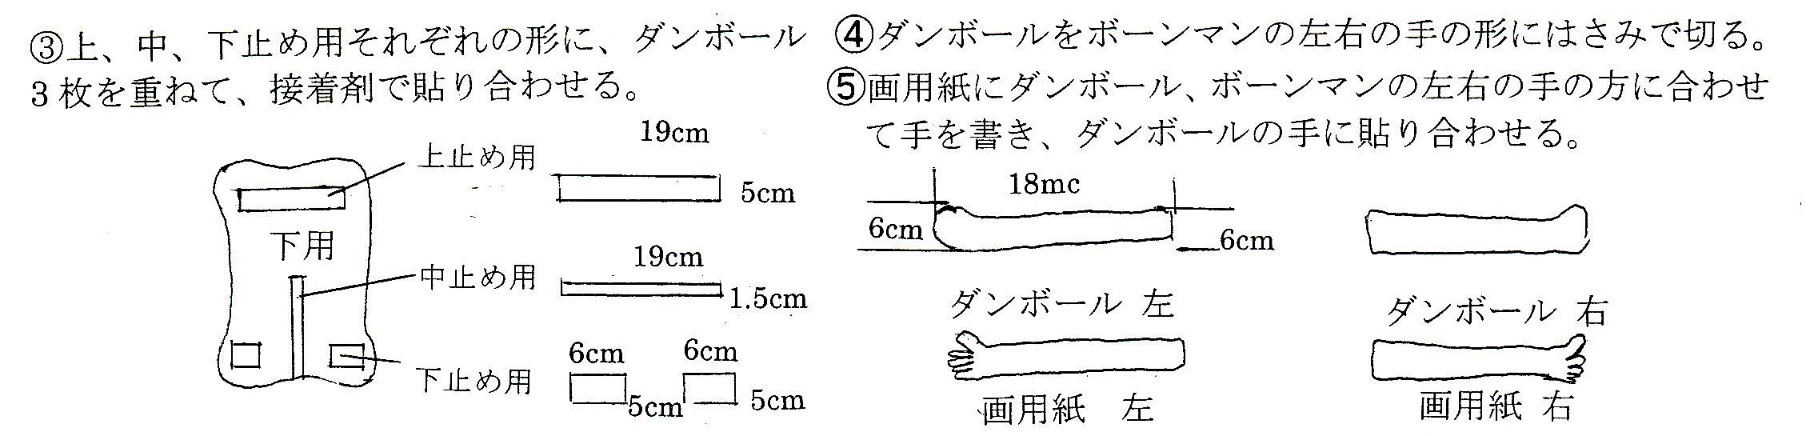 ③上、中、下止め用それぞれの形に、ダンボール
3枚を重ねて、接着剤で貼り合わせる。
19cm
上止め用
5cm
下用
19cm
中止め用
1.5cm
6cm
6cm
下止め用
5cm
5cm
④ダンボールをボーンマンの左右の手の形にはさみで切る。
⑤画用紙にダンボール、ボーンマンの左右の手の方に合わせ
て手を書き、ダンボールの手に貼り合わせる。
18mc
6cm
6cm
ダンボール 左
ダンボール 右
画用紙 左
画用紙 右